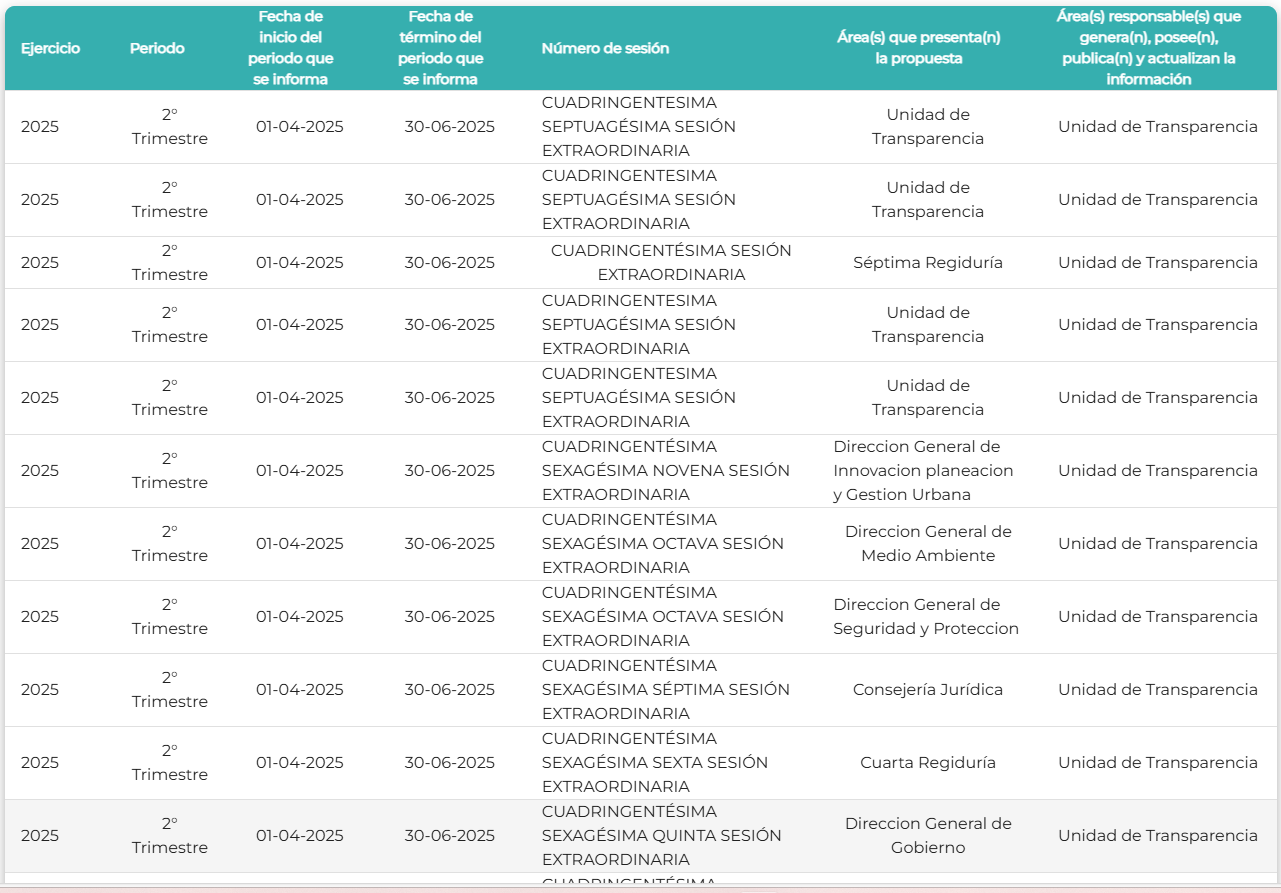 Ejercicio
Periodo
Fecha de
inicio del
periodo que
se informa
Fecha de
término del
periodo que
se informa
Número de sesión
Área(s) que presenta(n)
la propuesta
Área(s) responsable(s) que
genera(n), posee(n),
publica(n) y actualizan la
información
2025
2°
Trimestre
01-04-2025
30-06-2025
CUADRINGENTESIMA
SEPTUAGÉSIMA SESIÓN
EXTRAORDINARIA
Unidad de
Transparencia
Unidad de Transparencia
2025
2°
Trimestre
01-04-2025
30-06-2025
CUADRINGENTESIMA
SEPTUAGÉSIMA SESIÓN
EXTRAORDINARIA
Unidad de
Transparencia
Unidad de Transparencia
2025
2°
Trimestre
01-04-2025
30-06-2025
CUADRINGENTÉSIMA SESIÓN
EXTRAORDINARIA
Séptima Regiduría
Unidad de Transparencia
2025
2°
Trimestre
01-04-2025
30-06-2025
CUADRINGENTESIMA
SEPTUAGÉSIMA SESIÓN
EXTRAORDINARIA
Unidad de
Transparencia
Unidad de Transparencia
2025
2°
Trimestre
01-04-2025
30-06-2025
CUADRINGENTESIMA
SEPTUAGÉSIMA SESIÓN
EXTRAORDINARIA
Unidad de
Transparencia
Unidad de Transparencia
2025
2°
Trimestre
01-04-2025
30-06-2025
CUADRINGENTÉSIMA
SEXAGÉSIMA NOVENA SESIÓN
EXTRAORDINARIA
Direccion General de
Innovacion planeacion
y Gestion Urbana
Unidad de Transparencia
2025
2°
Trimestre
01-04-2025
30-06-2025
CUADRINGENTÉSIMA
SEXAGÉSIMA OCTAVA SESIÓN
EXTRAORDINARIA
Direccion General de
Medio Ambiente
Unidad de Transparencia
2025
2°
Trimestre
01-04-2025
30-06-2025
CUADRINGENTÉSIMA
SEXAGÉSIMA OCTAVA SESIÓN
EXTRAORDINARIA
Direccion General de
Seguridad y Proteccion
Unidad de Transparencia
2025
2°
Trimestre
01-04-2025
30-06-2025
CUADRINGENTÉSIMA
SEXAGÉSIMA SÉPTIMA SESIÓN
EXTRAORDINARIA
Consejería Jurídica
Unidad de Transparencia
2025
2°
Trimestre
01-04-2025
30-06-2025
CUADRINGENTÉSIMA
SEXAGÉSIMA SEXTA SESIÓN
EXTRAORDINARIA
Cuarta Regiduría
Unidad de Transparencia
2025
2°
Trimestre
01-04-2025
30-06-2025
CUADRINGENTÉSIMA
SEXAGÉSIMA QUINTA SESIÓN
EXTRAORDINARIA
Direccion General de
Gobierno
Unidad de Transparencia
CUADRINGENTÉSIMA